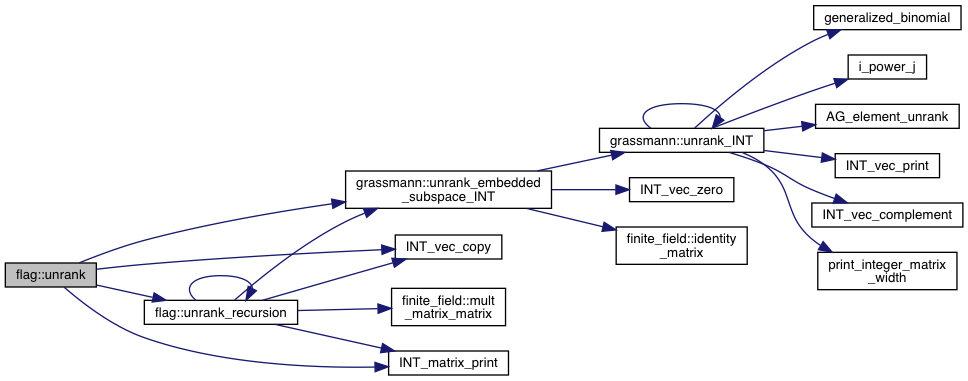 flag::unrank
grassmann::unrank_embedded
_subspace_INT
INT_vec_copy
flag::unrank_recursion
finite_field::mult
_matrix_matrix
INT_matrix_print
grassmann::unrank_INT
INT_vec_zero
finite_field::identity
_matrix
generalized_binomial
i_power_j
AG_element_unrank
INT_vec_print
INT_vec_complement
print_integer_matrix
_width